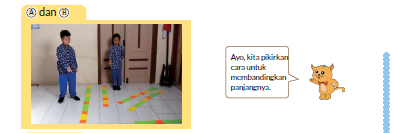 Ⓐ dan Ⓑ
Ayo, kita pikirkan
cara untuk
membandingkan
panjangnya.